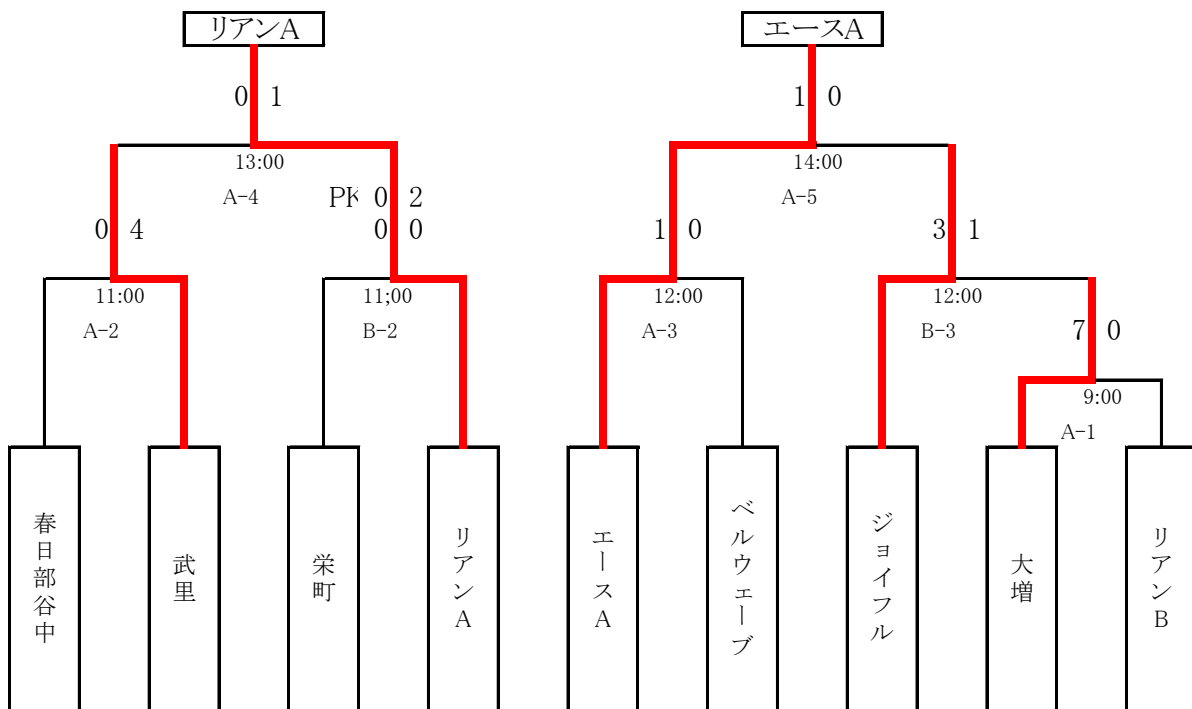 リアンA
エースA
0 1
1 0
13:00
14:00
A-4
A-5
PK 0 2
0 4
0 0
1 0
3 1
11:00
11;00
12:00
12:00
A-2
B-2
A-3
B-3
7 0
9:00
A-1
春日部谷中
武里
栄町
リアンA
エースA
ベルウェーブ
ジョイフル
大増
リアンB